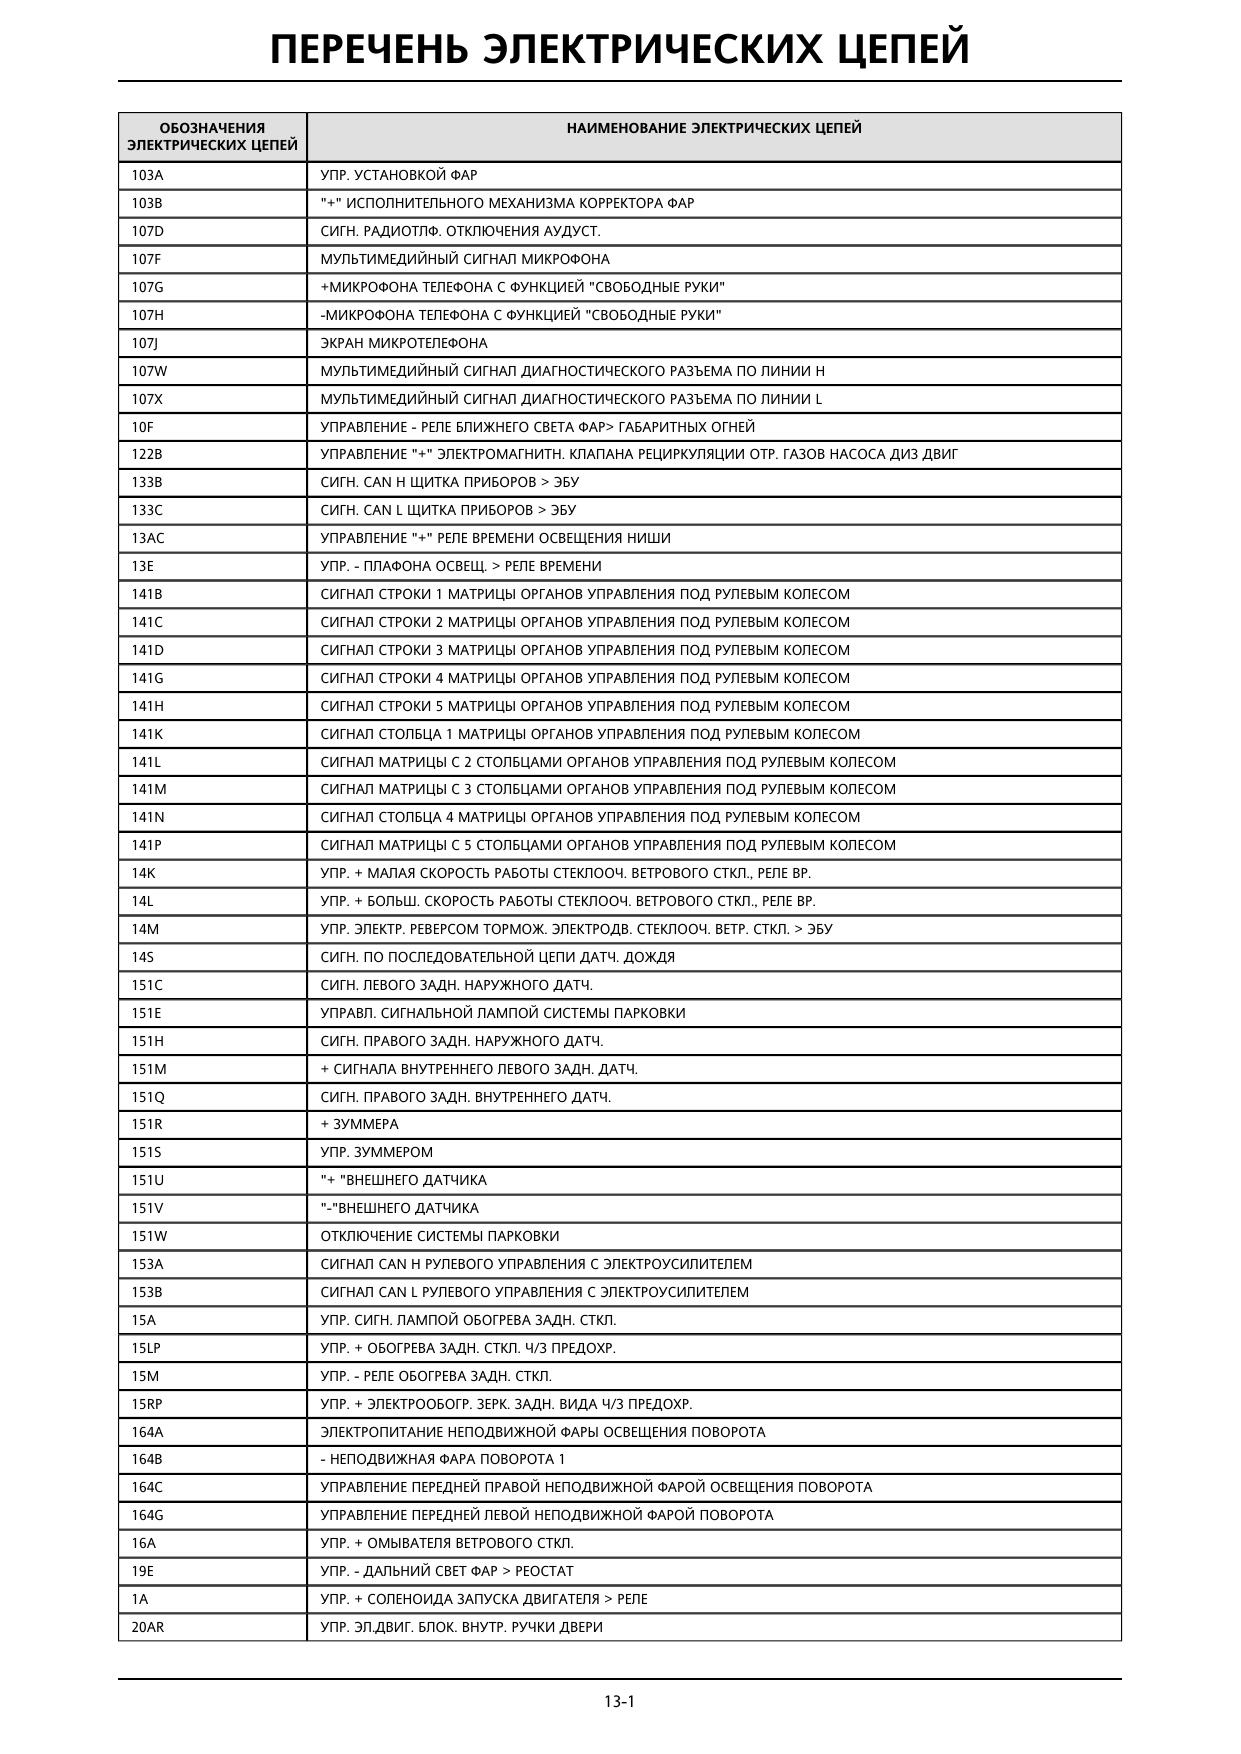 ПЕРЕЧЕНЬ ЭЛЕКТРИЧЕСКИХ ЦЕПЕЙ
ОБОЗНАЧЕНИЯ
ЭЛЕКТРИЧЕСКИХ ЦЕПЕЙ
НАИМЕНОВАНИЕ ЭЛЕКТРИЧЕСКИХ ЦЕПЕЙ
103A УПР. УСТАНОВКОЙ ФАР
103B "+" ИСПОЛНИТЕЛЬНОГО МЕХАНИЗМА КОРРЕКТОРА ФАР
107D СИГН. РАДИОТЛФ. ОТКЛЮЧЕНИЯ АУДУСТ.
107F МУЛЬТИМЕДИЙНЫЙ СИГНАЛ МИКРОФОНА
107G +МИКРОФОНА ТЕЛЕФОНА С ФУНКЦИЕЙ "СВОБОДНЫЕ РУКИ"
107H -МИКРОФОНА ТЕЛЕФОНА С ФУНКЦИЕЙ "СВОБОДНЫЕ РУКИ"
107J ЭКРАН МИКРОТЕЛЕФОНА
107W МУЛЬТИМЕДИЙНЫЙ СИГНАЛ ДИАГНОСТИЧЕСКОГО РАЗЪЕМА ПО ЛИНИИ H
107X МУЛЬТИМЕДИЙНЫЙ СИГНАЛ ДИАГНОСТИЧЕСКОГО РАЗЪЕМА ПО ЛИНИИ L
10F УПРАВЛЕНИЕ - РЕЛЕ БЛИЖНЕГО СВЕТА ФАР> ГАБАРИТНЫХ ОГНЕЙ
122B УПРАВЛЕНИЕ "+" ЭЛЕКТРОМАГНИТН. КЛАПАНА РЕЦИРКУЛЯЦИИ ОТР. ГАЗОВ НАСОСА ДИЗ ДВИГ
133B СИГН. CAN H ЩИТКА ПРИБОРОВ > ЭБУ
133C СИГН. CAN L ЩИТКА ПРИБОРОВ > ЭБУ
13AC УПРАВЛЕНИЕ "+" РЕЛЕ ВРЕМЕНИ ОСВЕЩЕНИЯ НИШИ
13E УПР. - ПЛАФОНА ОСВЕЩ. > РЕЛЕ ВРЕМЕНИ
141B СИГНАЛ СТРОКИ 1 МАТРИЦЫ ОРГАНОВ УПРАВЛЕНИЯ ПОД РУЛЕВЫМ КОЛЕСОМ
141C СИГНАЛ СТРОКИ 2 МАТРИЦЫ ОРГАНОВ УПРАВЛЕНИЯ ПОД РУЛЕВЫМ КОЛЕСОМ
141D СИГНАЛ СТРОКИ 3 МАТРИЦЫ ОРГАНОВ УПРАВЛЕНИЯ ПОД РУЛЕВЫМ КОЛЕСОМ
141G СИГНАЛ СТРОКИ 4 МАТРИЦЫ ОРГАНОВ УПРАВЛЕНИЯ ПОД РУЛЕВЫМ КОЛЕСОМ
141H СИГНАЛ СТРОКИ 5 МАТРИЦЫ ОРГАНОВ УПРАВЛЕНИЯ ПОД РУЛЕВЫМ КОЛЕСОМ
141K СИГНАЛ СТОЛБЦА 1 МАТРИЦЫ ОРГАНОВ УПРАВЛЕНИЯ ПОД РУЛЕВЫМ КОЛЕСОМ
141L СИГНАЛ МАТРИЦЫ С 2 СТОЛБЦАМИ ОРГАНОВ УПРАВЛЕНИЯ ПОД РУЛЕВЫМ КОЛЕСОМ
141M СИГНАЛ МАТРИЦЫ С 3 СТОЛБЦАМИ ОРГАНОВ УПРАВЛЕНИЯ ПОД РУЛЕВЫМ КОЛЕСОМ
141N СИГНАЛ СТОЛБЦА 4 МАТРИЦЫ ОРГАНОВ УПРАВЛЕНИЯ ПОД РУЛЕВЫМ КОЛЕСОМ
141P СИГНАЛ МАТРИЦЫ С 5 СТОЛБЦАМИ ОРГАНОВ УПРАВЛЕНИЯ ПОД РУЛЕВЫМ КОЛЕСОМ
14K УПР. + МАЛАЯ СКОРОСТЬ РАБОТЫ СТЕКЛООЧ. ВЕТРОВОГО СТКЛ., РЕЛЕ ВР.
14L УПР. + БОЛЬШ. СКОРОСТЬ РАБОТЫ СТЕКЛООЧ. ВЕТРОВОГО СТКЛ., РЕЛЕ ВР.
14M УПР. ЭЛЕКТР. РЕВЕРСОМ ТОРМОЖ. ЭЛЕКТРОДВ. СТЕКЛООЧ. ВЕТР. СТКЛ. > ЭБУ
14S СИГН. ПО ПОСЛЕДОВАТЕЛЬНОЙ ЦЕПИ ДАТЧ. ДОЖДЯ
151C СИГН. ЛЕВОГО ЗАДН. НАРУЖНОГО ДАТЧ.
151E УПРАВЛ. СИГНАЛЬНОЙ ЛАМПОЙ СИСТЕМЫ ПАРКОВКИ
151H СИГН. ПРАВОГО ЗАДН. НАРУЖНОГО ДАТЧ.
151M + СИГНАЛА ВНУТРЕННЕГО ЛЕВОГО ЗАДН. ДАТЧ.
151Q СИГН. ПРАВОГО ЗАДН. ВНУТРЕННЕГО ДАТЧ.
151R + ЗУММЕРА
151S УПР. ЗУММЕРОМ
151U "+ "ВНЕШНЕГО ДАТЧИКА
151V "-"ВНЕШНЕГО ДАТЧИКА
151W ОТКЛЮЧЕНИЕ СИСТЕМЫ ПАРКОВКИ
153A СИГНАЛ CAN H РУЛЕВОГО УПРАВЛЕНИЯ С ЭЛЕКТРОУСИЛИТЕЛЕМ
153B СИГНАЛ CAN L РУЛЕВОГО УПРАВЛЕНИЯ С ЭЛЕКТРОУСИЛИТЕЛЕМ
15A УПР. СИГН. ЛАМПОЙ ОБОГРЕВА ЗАДН. СТКЛ.
15LP УПР. + ОБОГРЕВА ЗАДН. СТКЛ. Ч/З ПРЕДОХР.
15M УПР. - РЕЛЕ ОБОГРЕВА ЗАДН. СТКЛ.
15RP УПР. + ЭЛЕКТРООБОГР. ЗЕРК. ЗАДН. ВИДА Ч/З ПРЕДОХР.
164A ЭЛЕКТРОПИТАНИЕ НЕПОДВИЖНОЙ ФАРЫ ОСВЕЩЕНИЯ ПОВОРОТА
164B - НЕПОДВИЖНАЯ ФАРА ПОВОРОТА 1
164C УПРАВЛЕНИЕ ПЕРЕДНЕЙ ПРАВОЙ НЕПОДВИЖНОЙ ФАРОЙ ОСВЕЩЕНИЯ ПОВОРОТА
164G УПРАВЛЕНИЕ ПЕРЕДНЕЙ ЛЕВОЙ НЕПОДВИЖНОЙ ФАРОЙ ПОВОРОТА
16A УПР. + ОМЫВАТЕЛЯ ВЕТРОВОГО СТКЛ.
19E УПР. - ДАЛЬНИЙ СВЕТ ФАР > РЕОСТАТ
1A УПР. + СОЛЕНОИДА ЗАПУСКА ДВИГАТЕЛЯ > РЕЛЕ
20AR УПР. ЭЛ.ДВИГ. БЛОК. ВНУТР. РУЧКИ ДВЕРИ
13-1